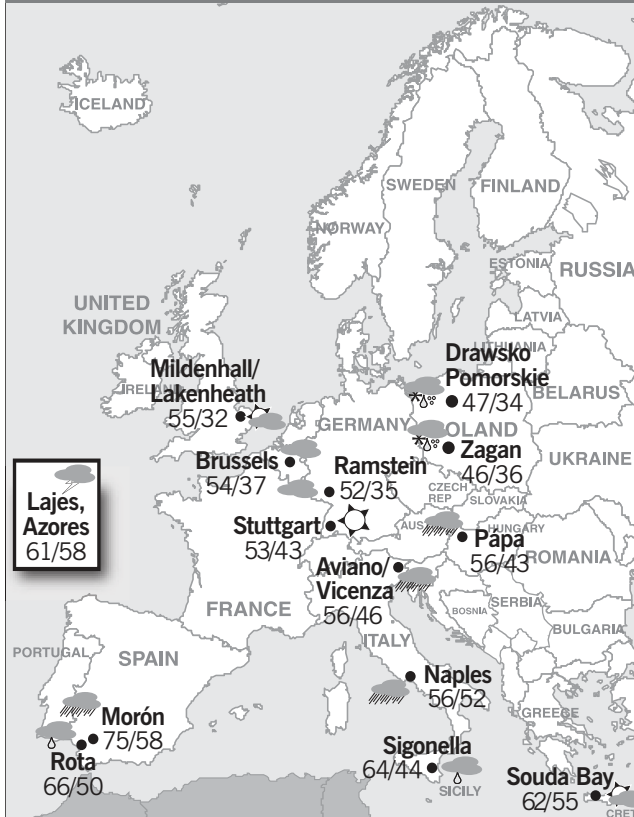 ICELAND
SWEDEN
FINLAND
NORWAY
ESTONIA
RUSSIA
LATVIA
LITHUANIA
UNITED
KINGDOM
IRELAND
Mildenhall/
Lakenheath
55/32
Drawsko
Pomorskie
47/34
BELARUS
GERMANY
OLAND
Zagan
46/36
UKRAINE
Brussels
54/37
Ramstein
52/35
CZECH
REP
SLOVAKIA
Lajes,
Azores
61/58
Stuttgart
53/43
AUS
HUNGARY
Pápa
56/43
ROMANIA
Aviano/
Vicenza
56/46
FRANCE
BOSNIA
SERBIA
BULGARIA
ITALY
PORTUGAL
SPAIN
Naples
56/52
GREECE
Morón
75/58
Rota
66/50
Sigonella
64/44
SICILY
Souda Bay
62/55
CRET